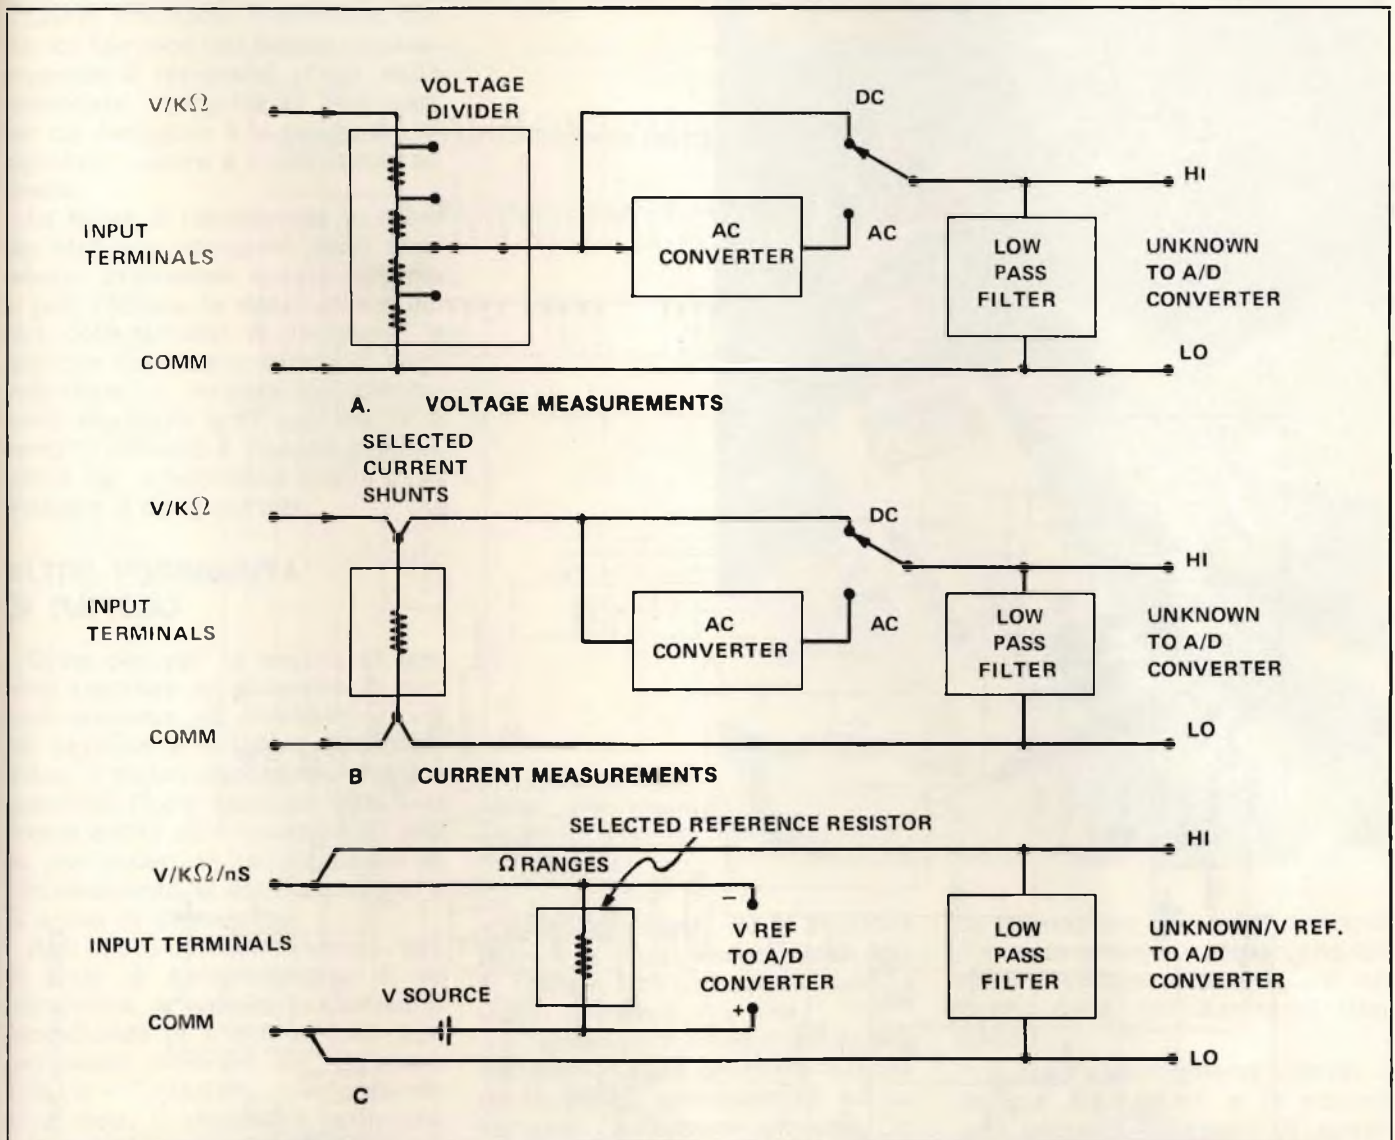 VOLTAGE
DIVIDER
V/KΩ
DC
HI
INPUT
TERMINALS
AC
CONVERTER
AC
LOW
PASS
FILTER
UNKNOWN
TO A/D
CONVERTER
COMM
LO
A. VOLTAGE MEASUREMENTS
SELECTED
CURRENT
SHUNTS
V/KΩ
DC
HI
INPUT
TERMINALS
AC
CONVERTER
AC
LOW
PASS
FILTER
UNKNOWN
TO A/D
CONVERTER
COMM
LO
B CURRENT MEASUREMENTS
SELECTED REFERENCE RESISTOR
HI
Ω RANGES
V/KΩ/nS
INPUT TERMINALS
−
V REF
TO A/D
CONVERTER
+
LOW
PASS
FILTER
UNKNOWN/V REF.
TO A/D
CONVERTER
V SOURCE
COMM
LO
C